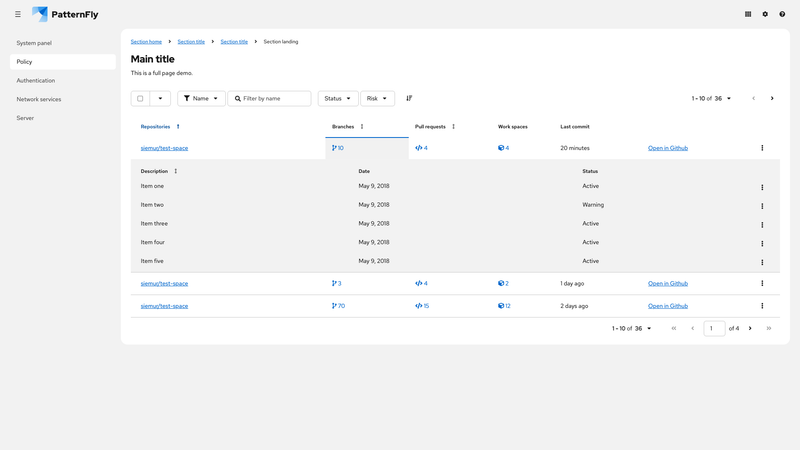 PatternFly
System panel
Policy
Authentication
Network services
Server
Section home
Section title
Section title
Section landing
Main title
This is a full page demo.
Name
Filter by name
Status
Risk
1 - 10 of 36
Repositories
Branches
Pull requests
Work spaces
Last commit
siemur/test-space
10
4
4
20 minutes
Open in Github
Description
Date
Status
Item one
May 9, 2018
Active
Item two
May 9, 2018
Warning
Item three
May 9, 2018
Active
Item four
May 9, 2018
Active
Item five
May 9, 2018
Active
siemur/test-space
3
4
2
1 day ago
Open in Github
siemur/test-space
70
15
12
2 days ago
Open in Github
1 - 10 of 36
1
of 4